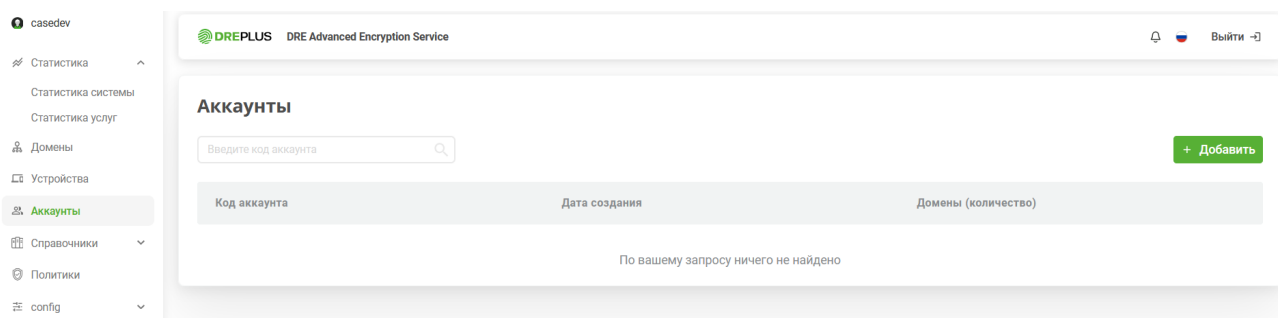 casedev
DREPLUS DRE Advanced Encryption Service
Выйти
Статистика
Статистика системы
Статистика услуг
Домены
Устройства
Аккаунты
Справочники
Политики
config
Аккаунты
Введите код аккаунта
+ Добавить
Код аккаунта Дата создания Домены (количество)
По вашему запросу ничего не найдено